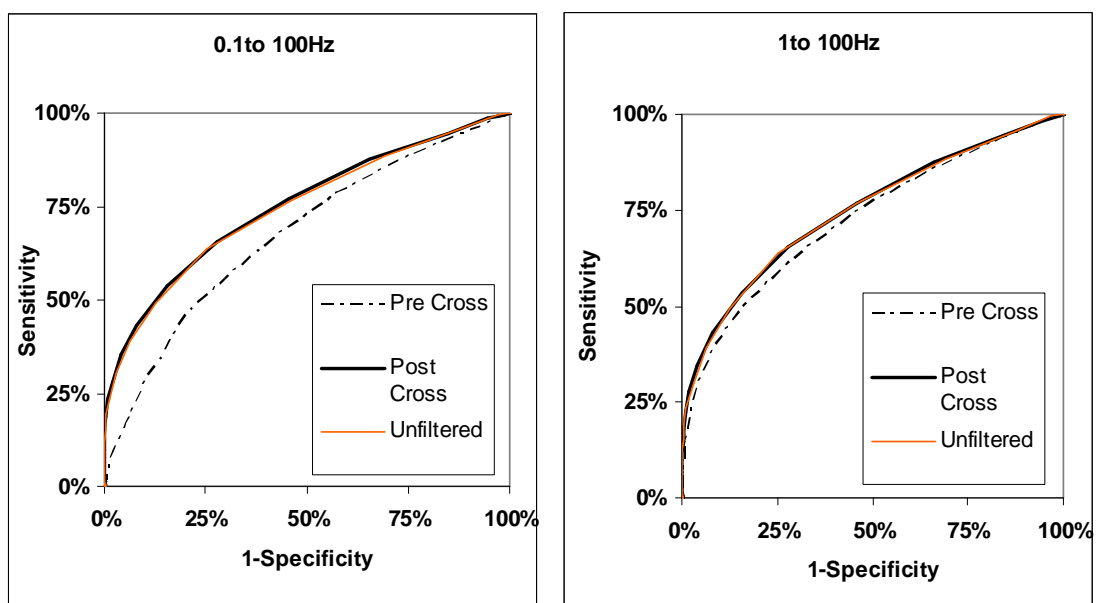 0.1to 100Hz
100%
75%
50%
25%
0%
Sensitivity
Pre Cross
Post
Cross
Unfiltered
0%
25%
50%
75%
100%
1-Specificity
1to 100Hz
100%
75%
50%
25%
0%
Sensitivity
Pre Cross
Post
Cross
Unfiltered
0%
25%
50%
75%
100%
1-Specificity